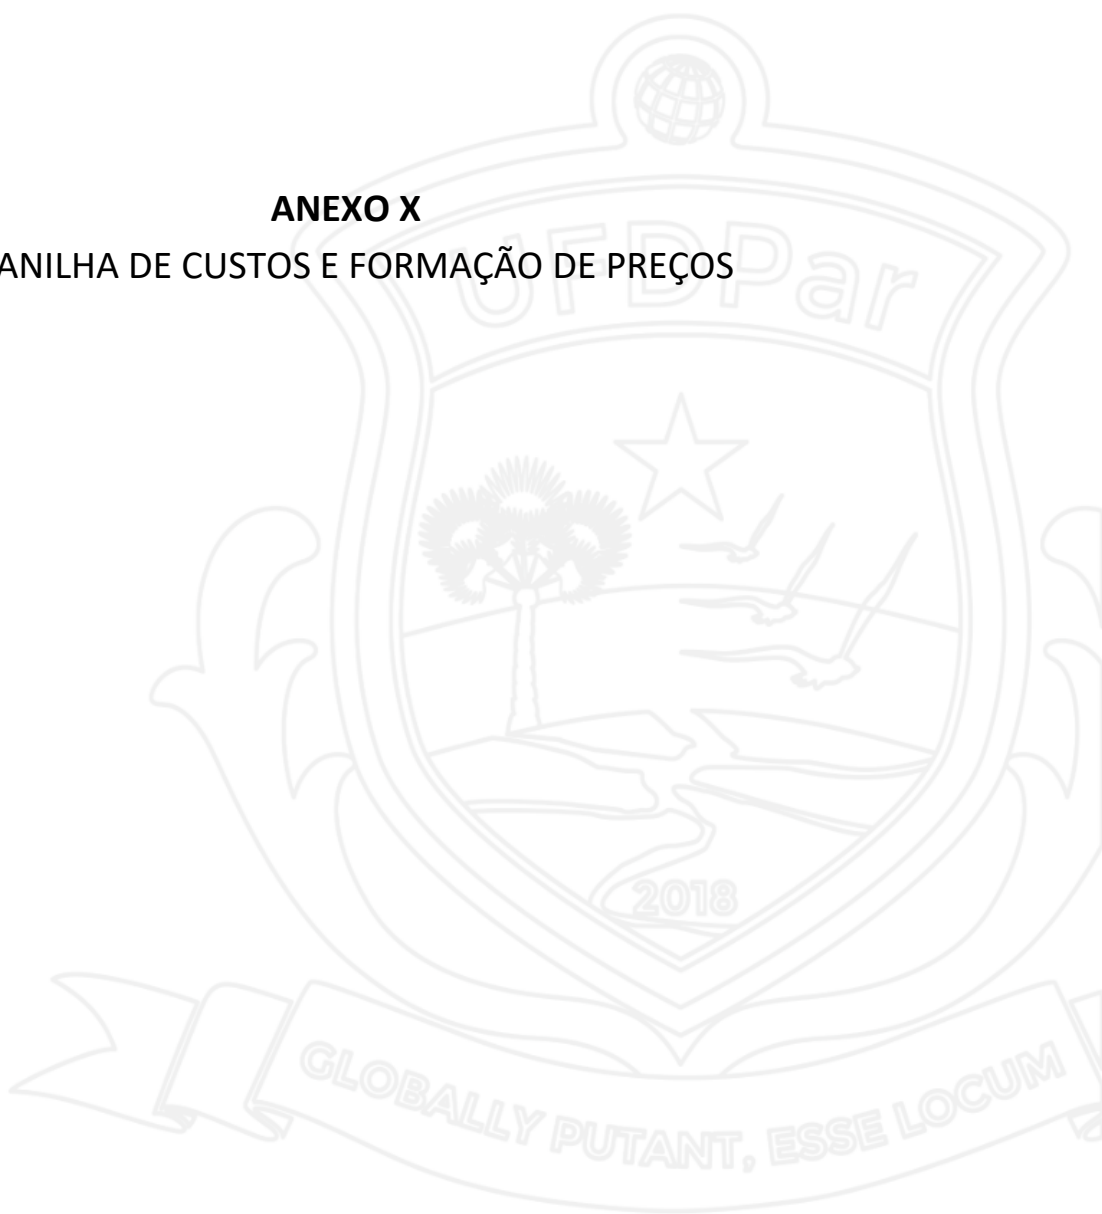 ANEXO X
ANILHA DE CUSTOS E FORMAÇÃO DE PREÇOS
UFDPar
2018
GLOBALLY PUTANT, ESSE LOCUM